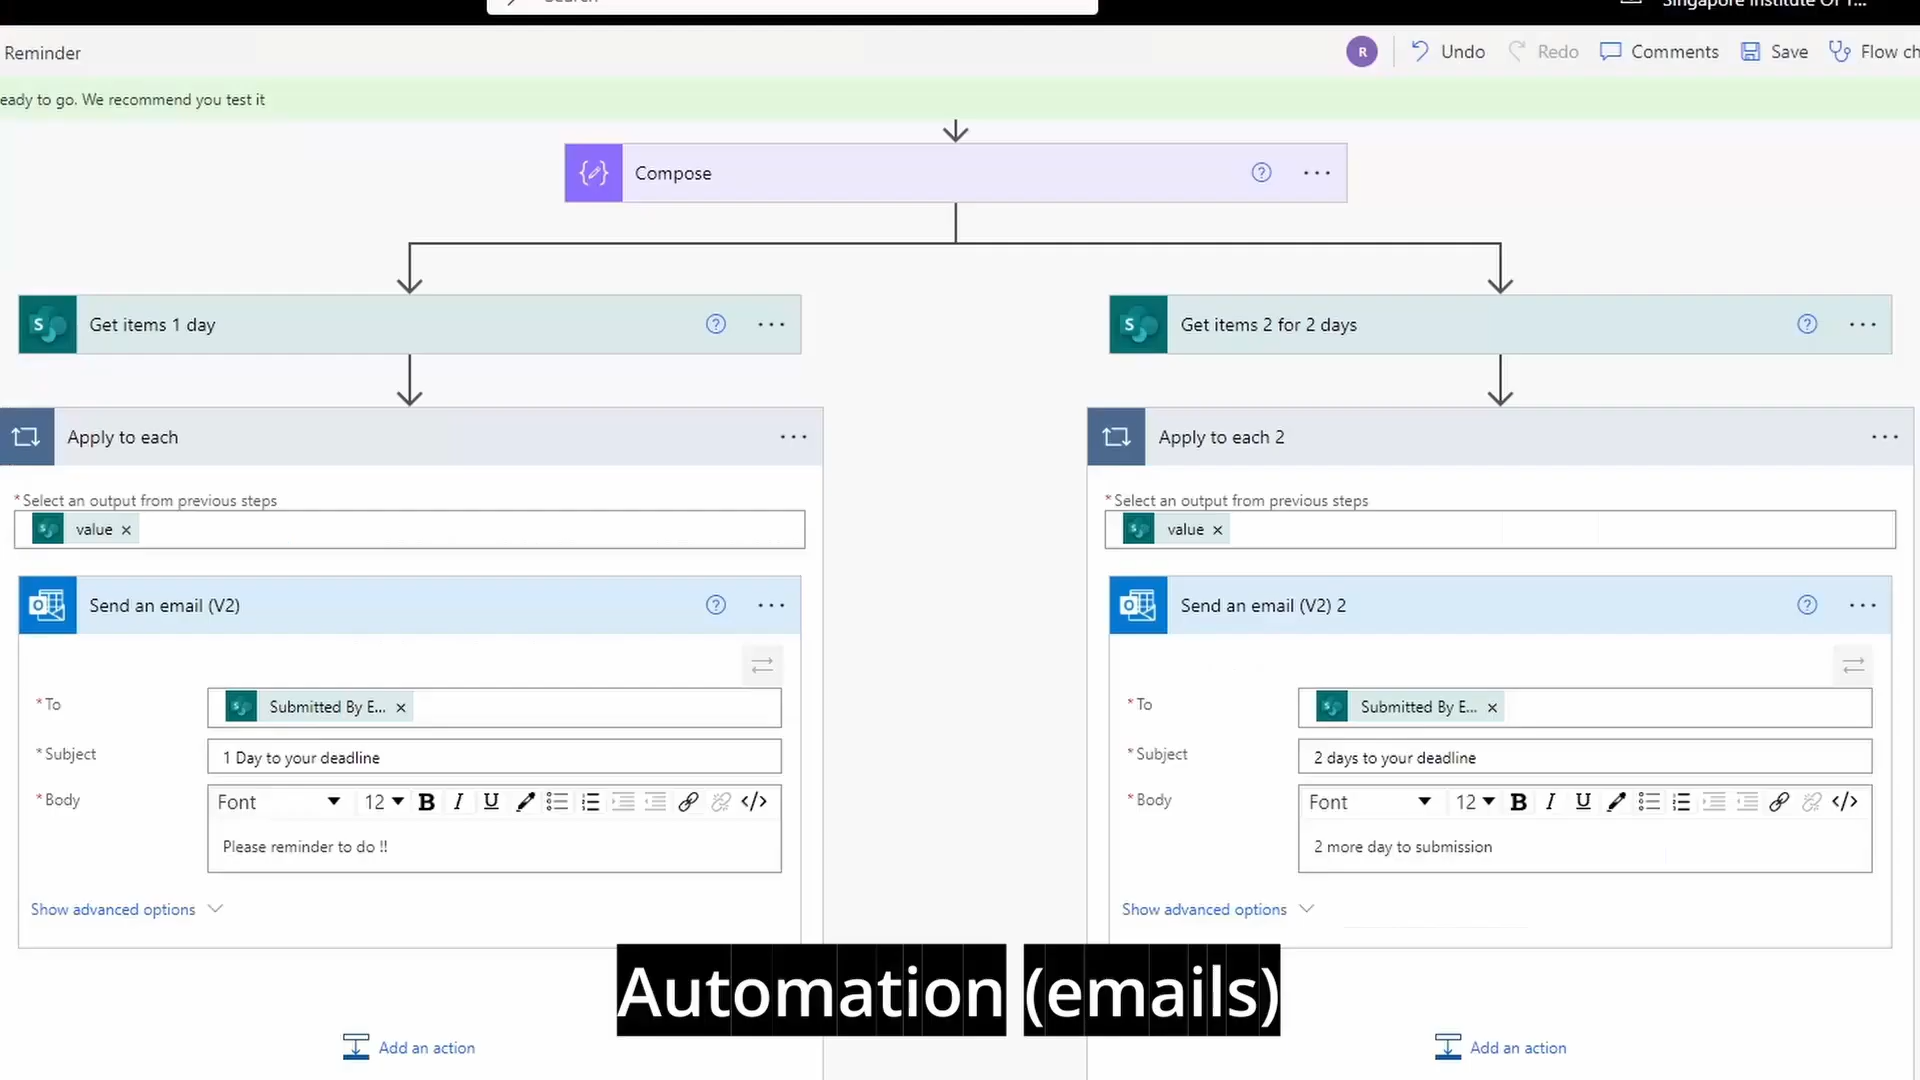 Reminder
R
Undo
Redo
Comments
Save
Flow ch
eady to go. We recommend you test it
Compose
Get items 1 day
Get items 2 for 2 days
Apply to each
Apply to each 2
*Select an output from previous steps
value
*Select an output from previous steps
value
Send an email (V2)
Send an email (V2) 2
*To
Submitted By E...
*Subject
1 Day to your deadline
*Body
Font
12
B I U </>
Please reminder to do !!
Show advanced options
*To
Submitted By E...
*Subject
2 days to your deadline
*Body
Font
12
B I U </>
2 more day to submission
Show advanced options
Automation (emails)
Add an action
Add an action